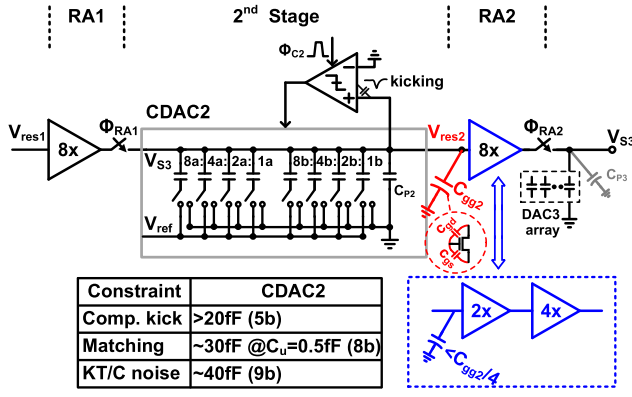 RA1 2nd Stage RA2
ΦC2
kicking
CDAC2
Vres1 8x ΦRA1 Vres2 8x ΦRA2 VS3
VS3 8a: 4a: 2a: 1a 8b: 4b: 2b: 1b
CP2 Cgg2 CP3
Vref
DAC3
array
Cgd
Cgs
Constraint CDAC2
Comp. kick >20fF (5b)
Matching ~30fF @Cu=0.5fF (8b)
KT/C noise ~40fF (9b)
2x 4x
<Cgg2/4